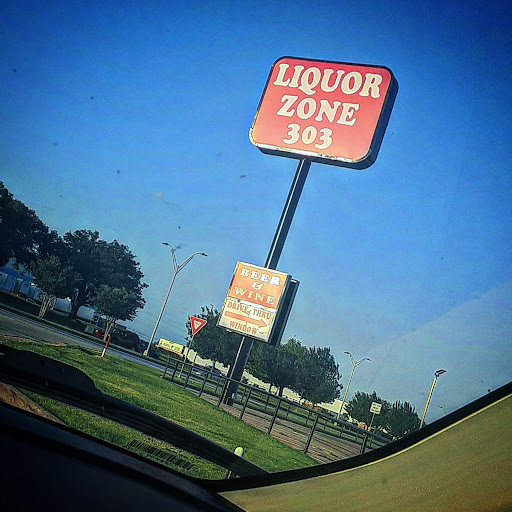 LIQUOR
ZONE
303
BEER
&
WINE
DRIVE THRU
WINDOW